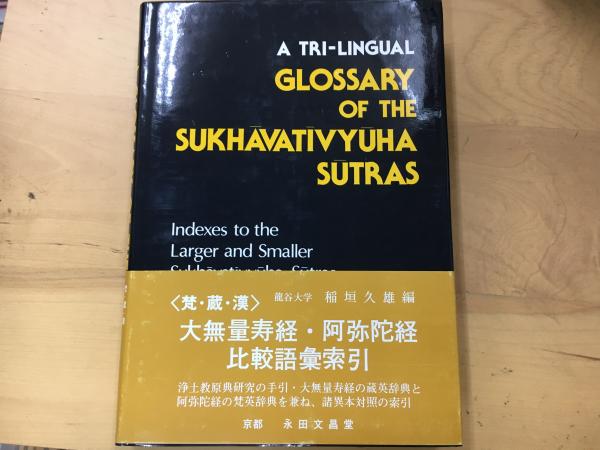 A TRI-LINGUAL
GLOSSARY
OF THE
SUKHĀVATĪVYŪHA
SŪTRAS
Indexes to the
Larger and Smaller
Sukhāvatīvyūha Sūtras
〈梵・蔵・漢〉 龍谷大学 稲垣久雄編
大無量寿経・阿弥陀経
比較語彙索引
浄土教原典研究の手引・大無量寿経の蔵英辞典と
阿弥陀経の梵英辞典を兼ね、諸異本対照の索引
京都 永田文昌堂